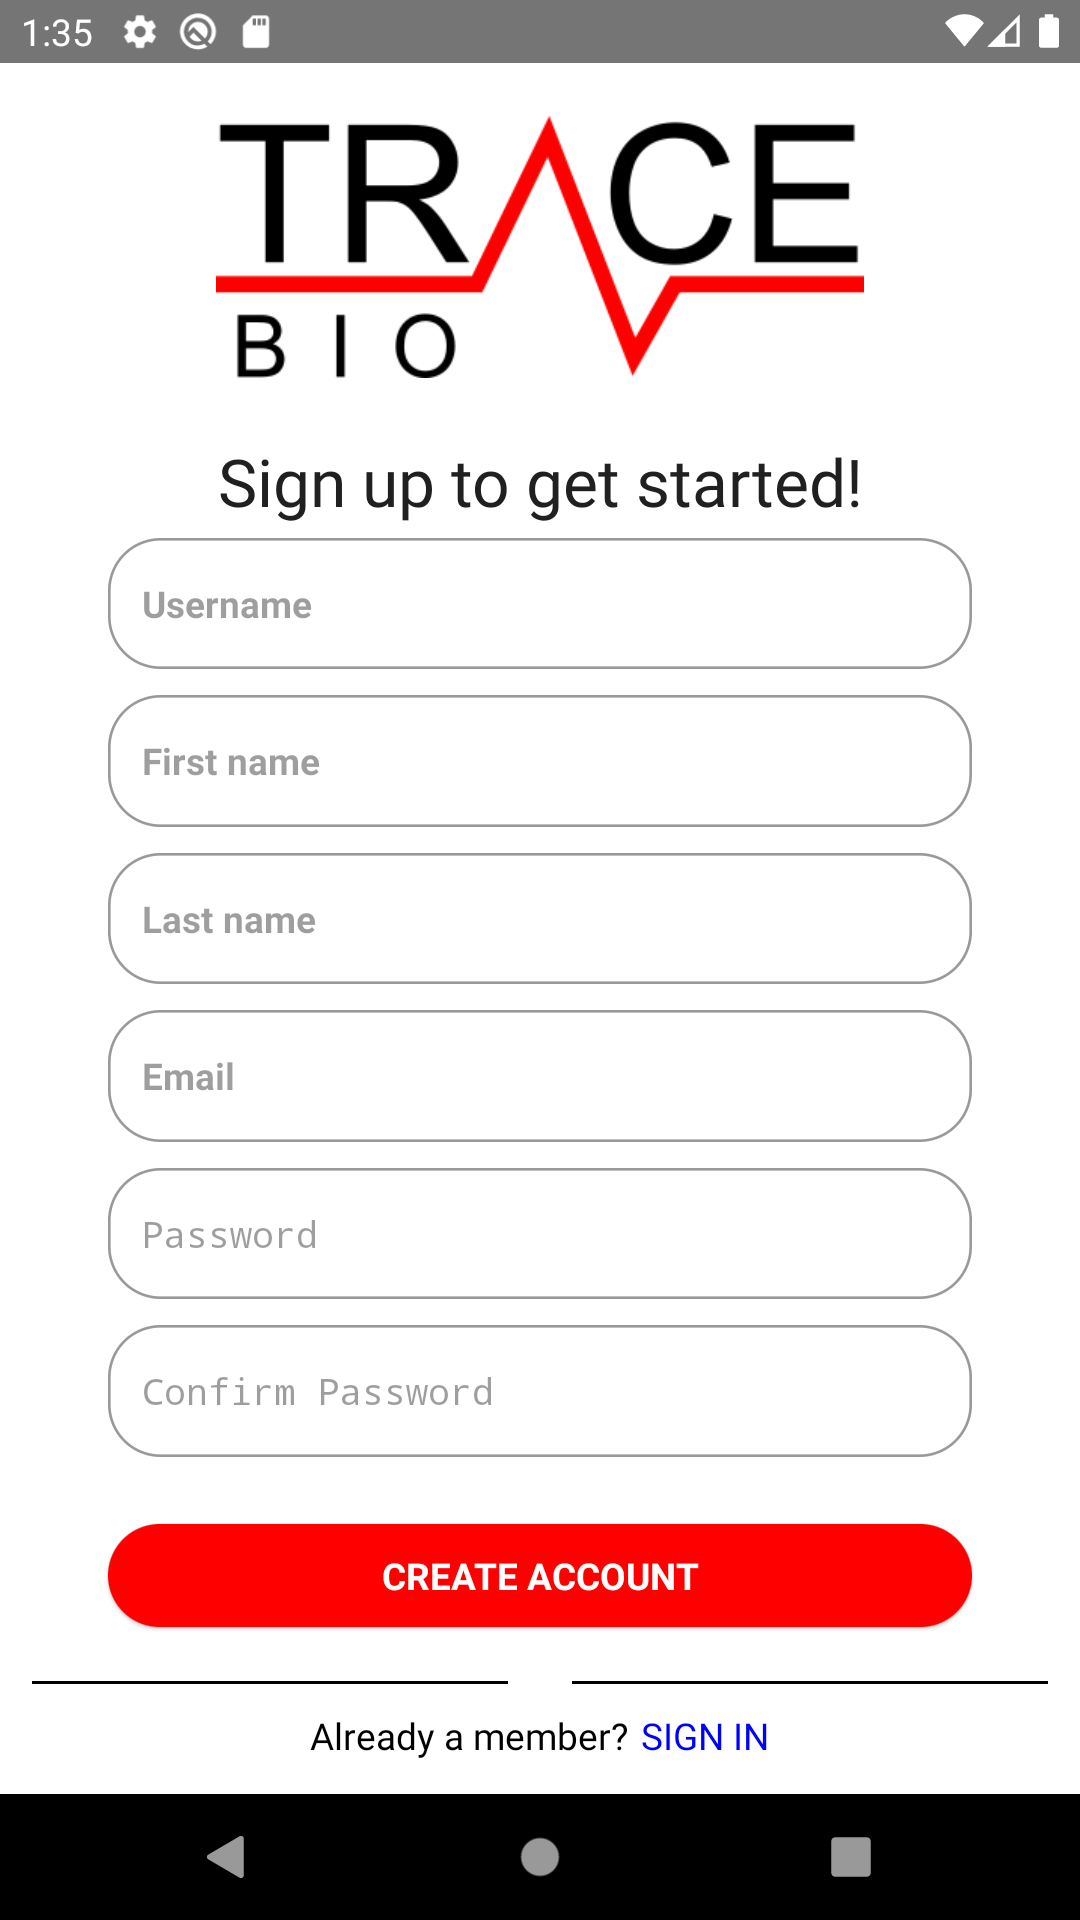 1:35
TRACE
BIO
Sign up to get started!
Username
First name
Last name
Email
Password
Confirm Password
CREATE ACCOUNT
Already a member? SIGN IN